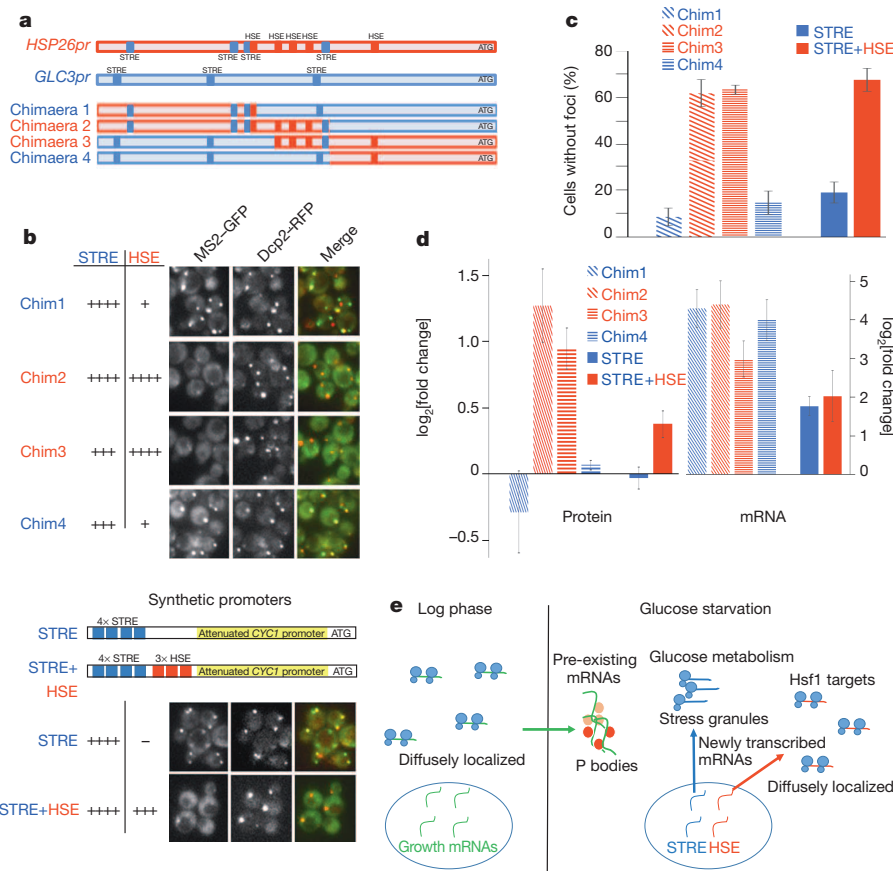 a
HSE
HSE HSE HSE
HSE
HSP26pr
ATG
STRE
STRE STRE
STRE
STRE
STRE
STRE
GLC3pr
ATG
Chimaera 1
ATG
Chimaera 2
ATG
Chimaera 3
ATG
Chimaera 4
ATG
b
STRE HSE
MS2–GFP
Dcp2–RFP
Merge
Chim1 ++++ +
Chim2 ++++ ++++
Chim3 +++ ++++
Chim4 +++ +
Synthetic promoters
4× STRE
STRE
Attenuated CYC1 promoter
ATG
4× STRE 3× HSE
STRE+
HSE
Attenuated CYC1 promoter
ATG
STRE ++++ –
STRE+HSE ++++ +++
c
Chim1
Chim2
Chim3
Chim4
STRE
STRE+HSE
Cells without foci (%)
80
60
40
20
0
d
log2[fold change]
1.5
1.0
0.5
0
–0.5
Chim1
Chim2
Chim3
Chim4
STRE
STRE+HSE
Protein
mRNA
5
4
3
2
1
0
log2[fold change]
e
Log phase
Glucose starvation
Diffusely localized
Growth mRNAs
Pre-existing
mRNAs
P bodies
Glucose metabolism
Stress granules
Newly transcribed
mRNAs
Hsf1 targets
Diffusely localized
STRE HSE